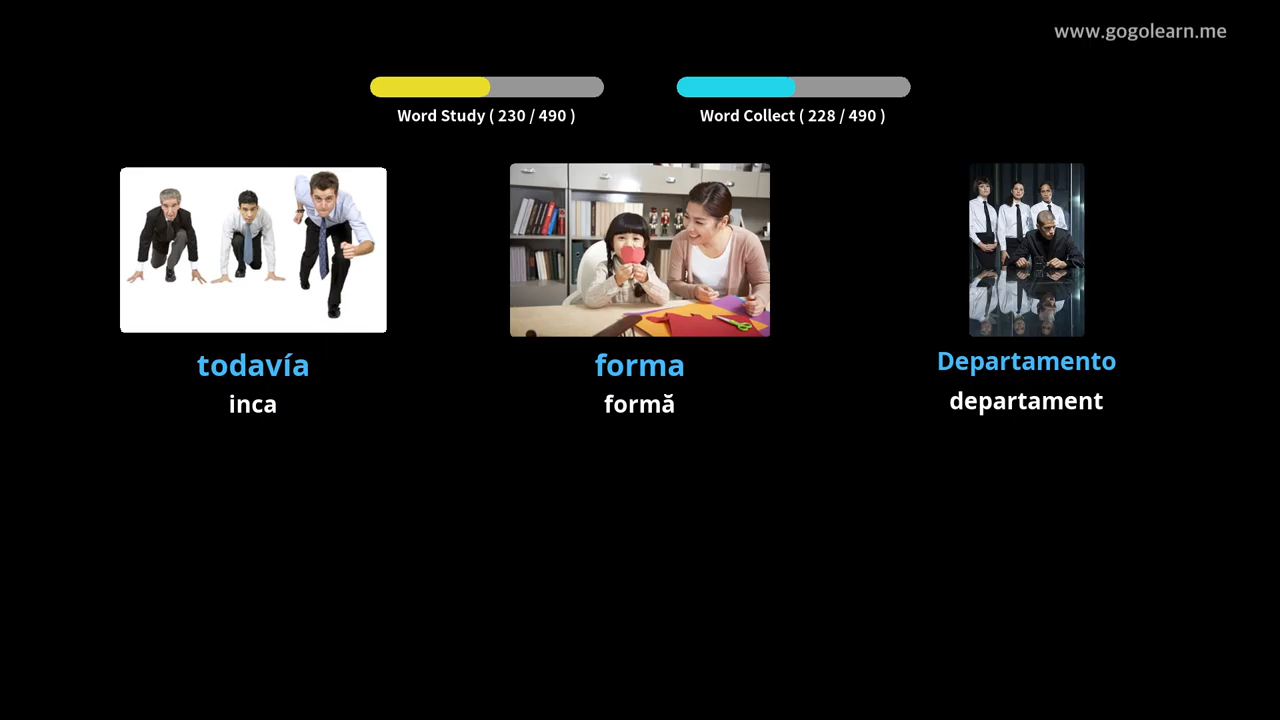 www.gogolearn.me
Word Study ( 230 / 490 )
Word Collect ( 228 / 490 )
todavía
inca
forma
formă
Departamento
departament